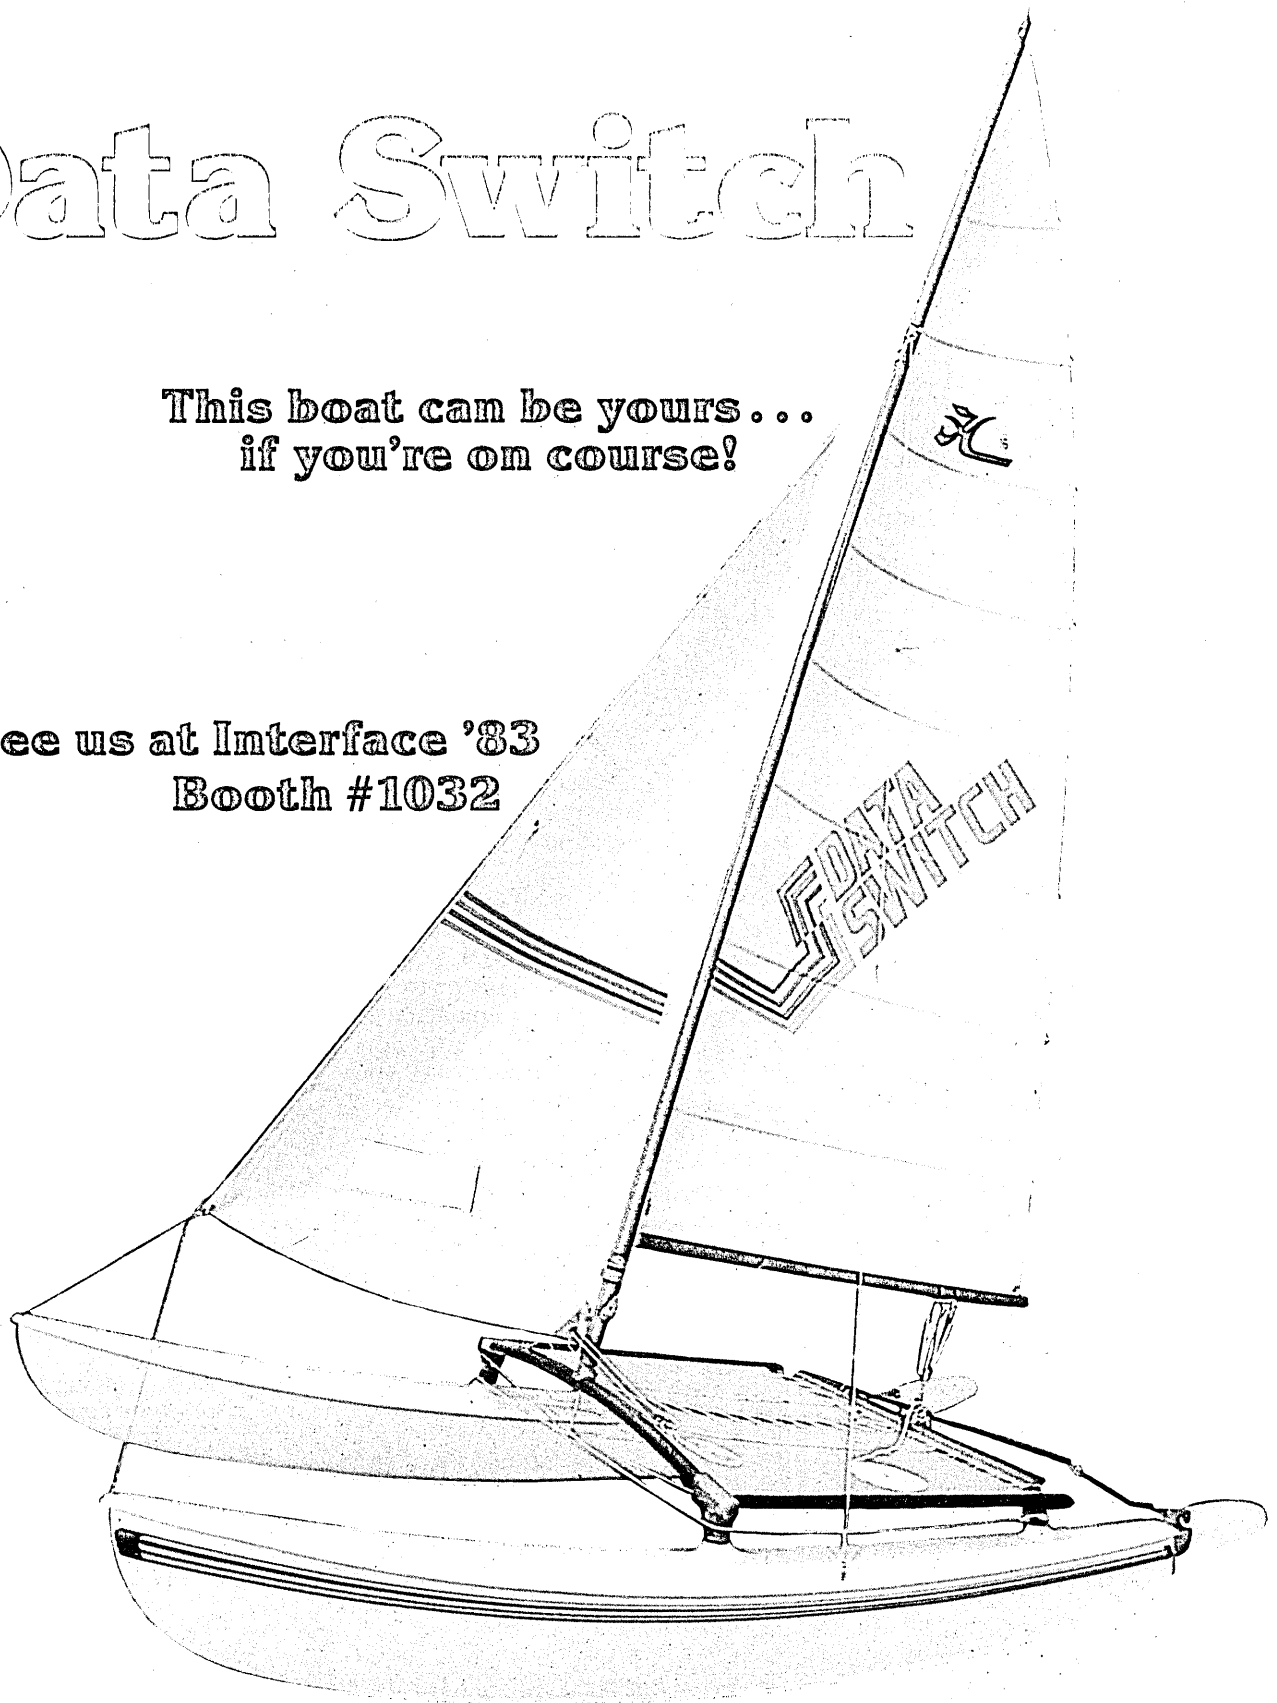 Data Switch
This boat can be yours...
if you're on course!
ee us at Interface '83
Booth #1032
DATA
SWITCH